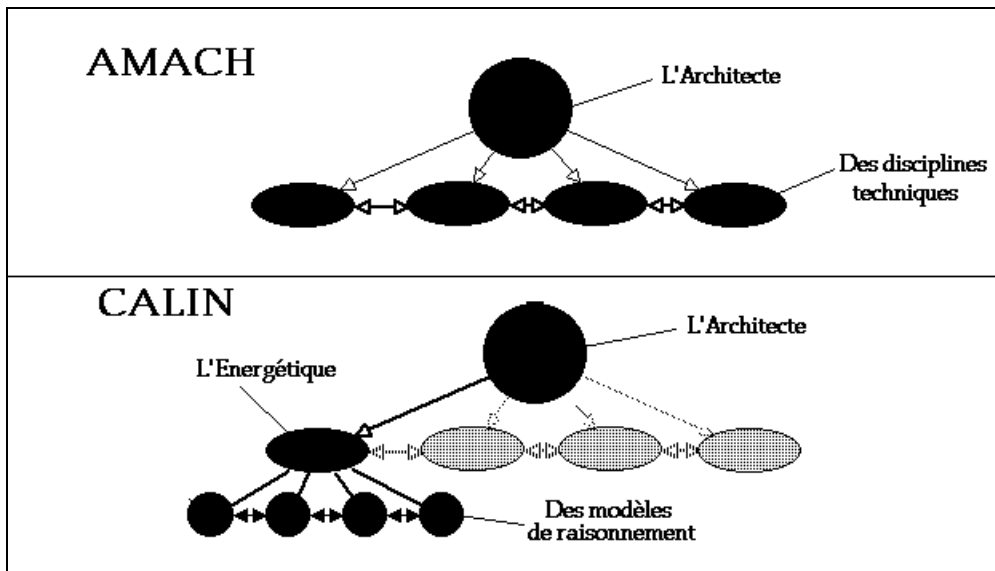 AMACH
L'Architecte
Des disciplines
techniques
CALIN
L'Architecte
L'Energétique
Des modèles
de raisonnement